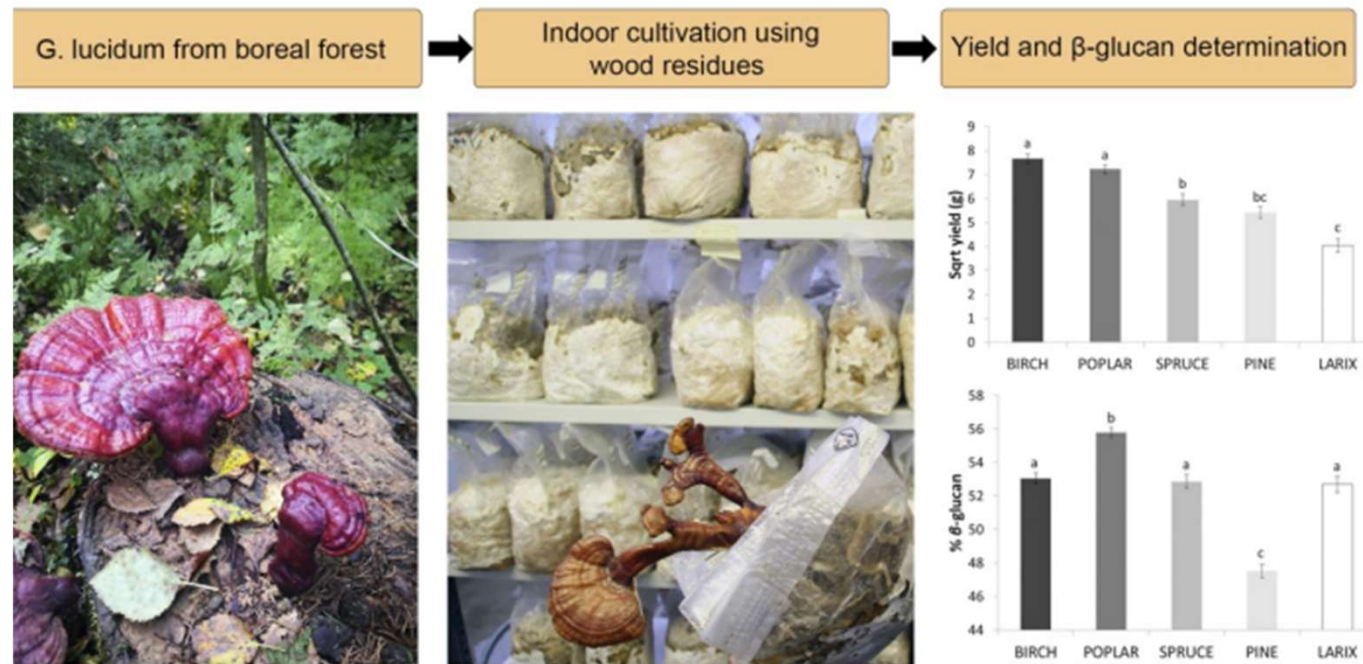 G. lucidum from boreal forest
Indoor cultivation using
wood residues
Yield and β-glucan determination
Sqrt yield (g)
9
8
7
6
5
4
3
2
1
0
a
a
b
bc
c
BIRCH POPLAR SPRUCE PINE LARIX
% β-glucan
58
56
54
52
50
48
46
44
a
b
a
c
a
BIRCH POPLAR SPRUCE PINE LARIX